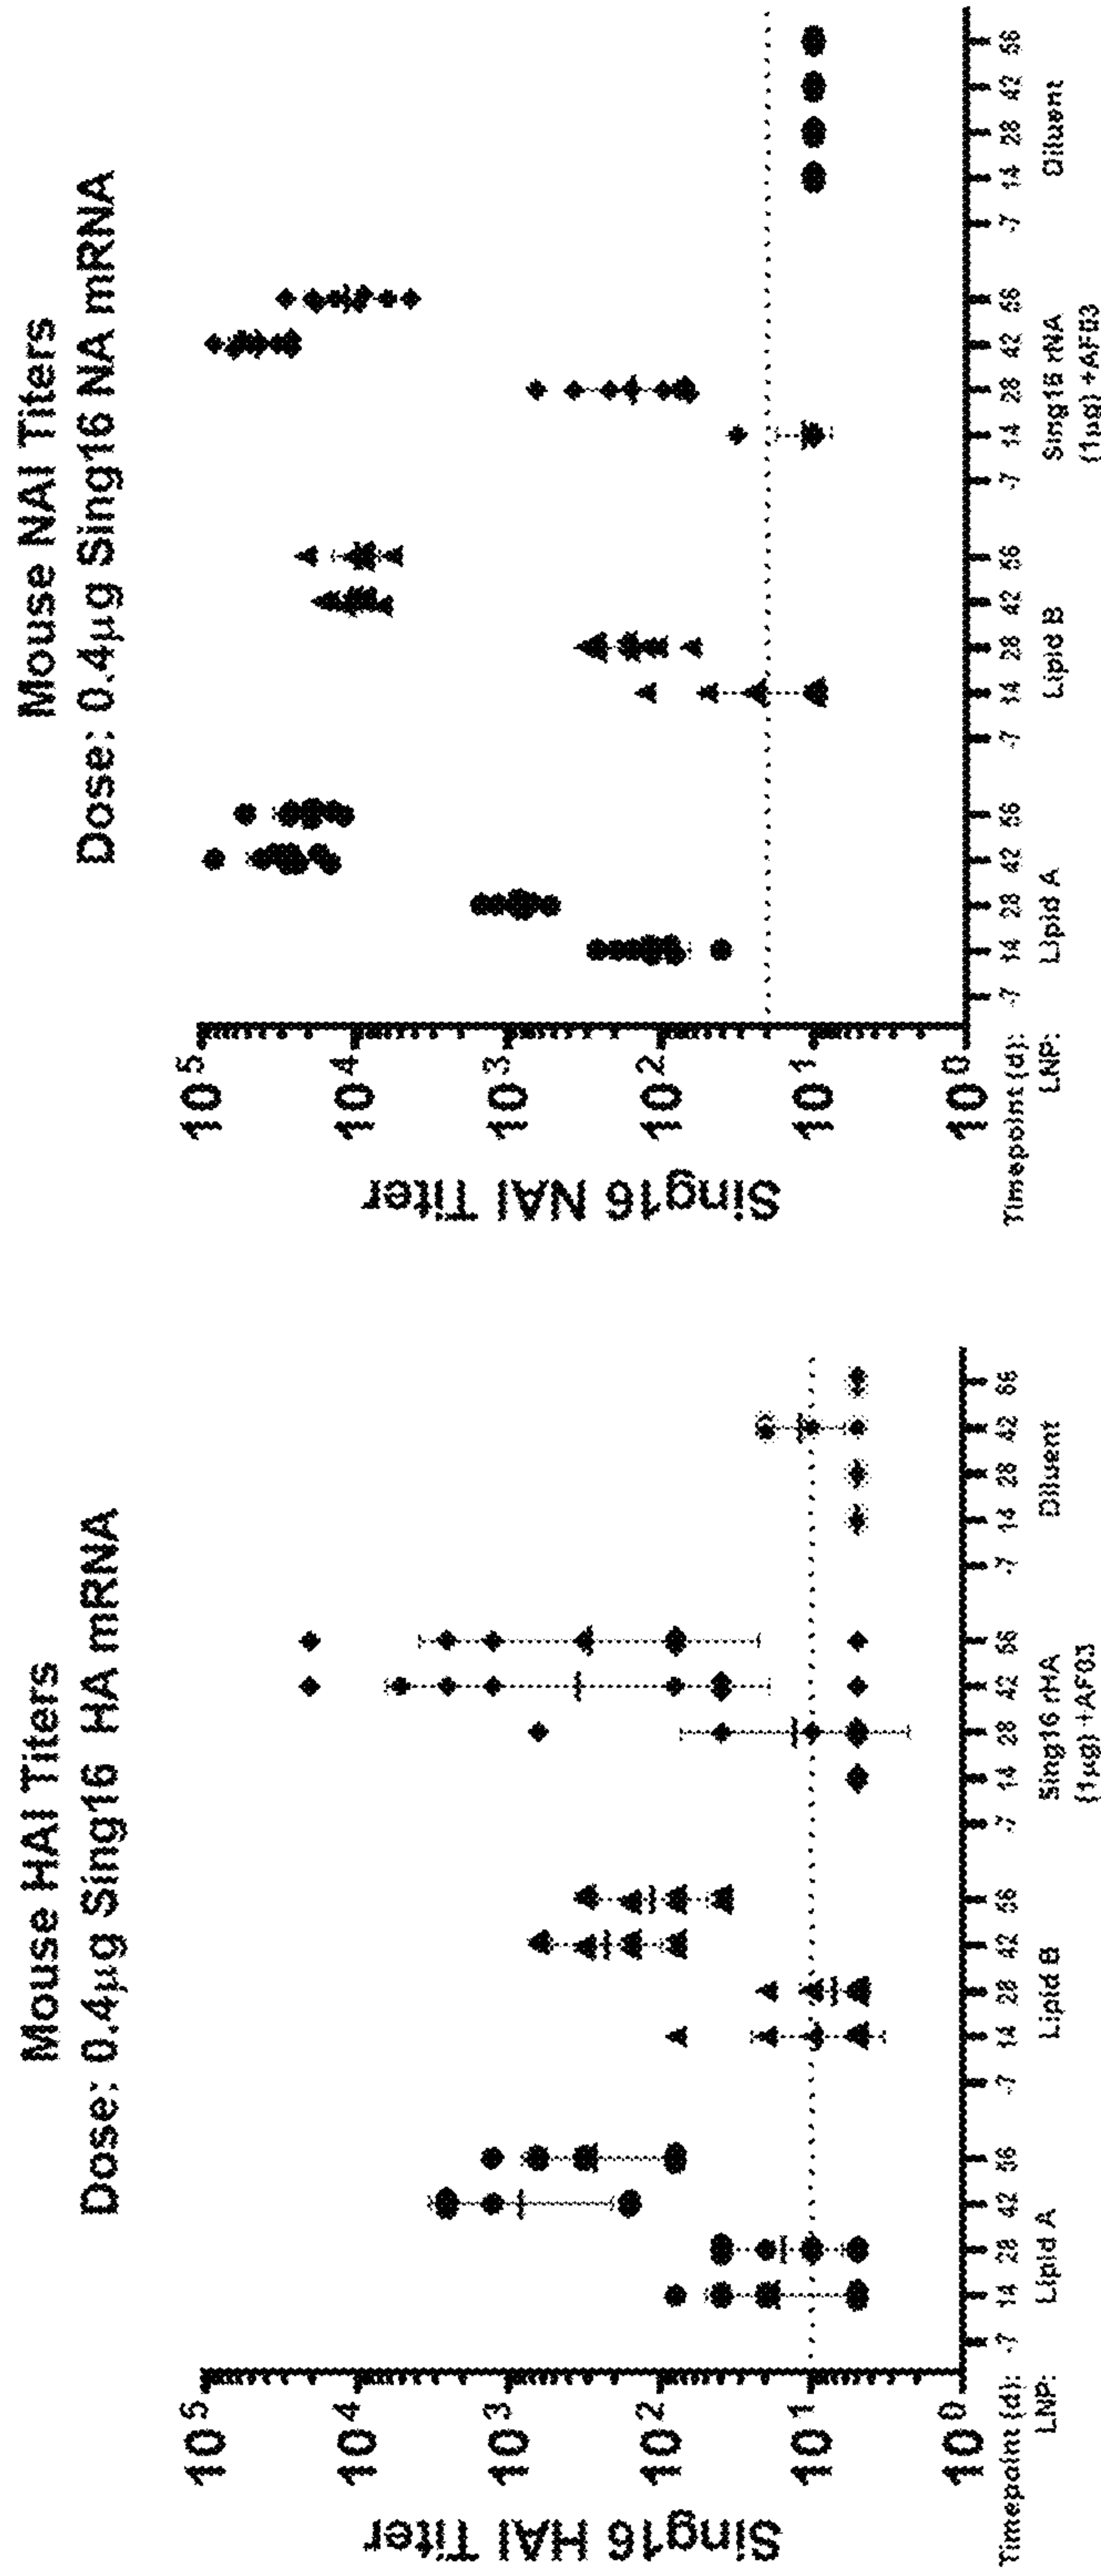 Mouse HAI Titers
Dose: 0.4µg Sing16 HA mRNA
Sing16 HAI Titer
10^5
10^4
10^3
10^2
10^1
10^0
Timepoint (d): -7 14 28 42 56 -7 14 28 42 56 -7 14 28 42 56 -7 14 28 42 56
LNP: Lipid A Lipid B Sing16 rHA Diluent
(1µg) +AF03
Mouse NAI Titers
Dose: 0.4µg Sing16 NA mRNA
Sing16 NAI Titer
10^5
10^4
10^3
10^2
10^1
10^0
Timepoint (d): -7 14 28 42 56 -7 14 28 42 56 -7 14 28 42 56 -7 14 28 42 56
LNP: Lipid A Lipid B Sing16 rNA Diluent
(1µg) +AF03